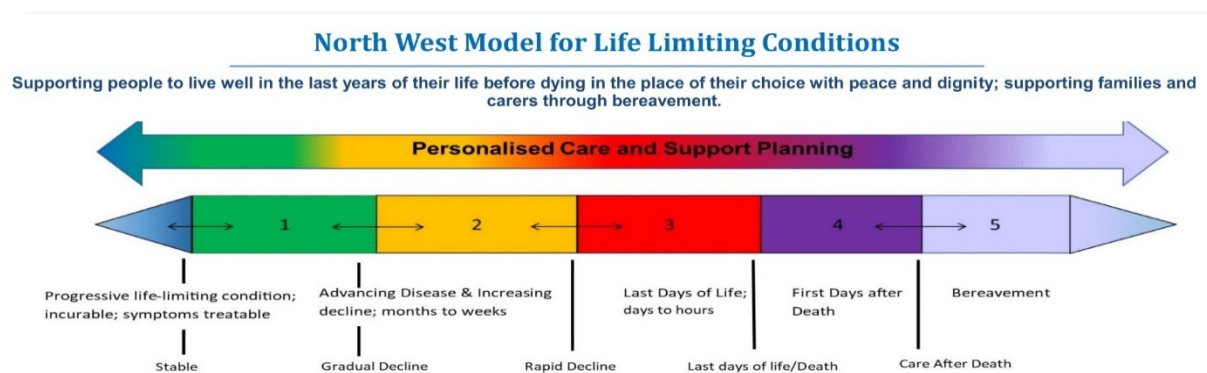 North West Model for Life Limiting Conditions
Supporting people to live well in the last years of their life before dying in the place of their choice with peace and dignity; supporting families and
carers through bereavement.
Personalised Care and Support Planning
1
2
3
4
5
Progressive life-limiting condition;
incurable; symptoms treatable
Advancing Disease & Increasing
decline; months to weeks
Last Days of Life;
days to hours
First Days after
Death
Bereavement
Stable
Gradual Decline
Rapid Decline
Last days of life/Death
Care After Death